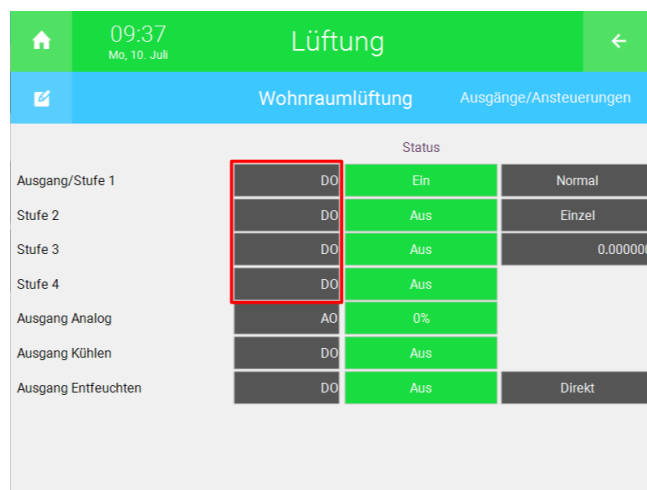 09:37
Mo, 10. Juli
Lüftung
Wohnraumlüftung Ausgänge/Ansteuerungen
Status
Ausgang/Stufe 1 DO Ein Normal
Stufe 2 DO Aus Einzel
Stufe 3 DO Aus 0.000000
Stufe 4 DO Aus
Ausgang Analog AO 0%
Ausgang Kühlen DO Aus
Ausgang Entfeuchten DO Aus Direkt